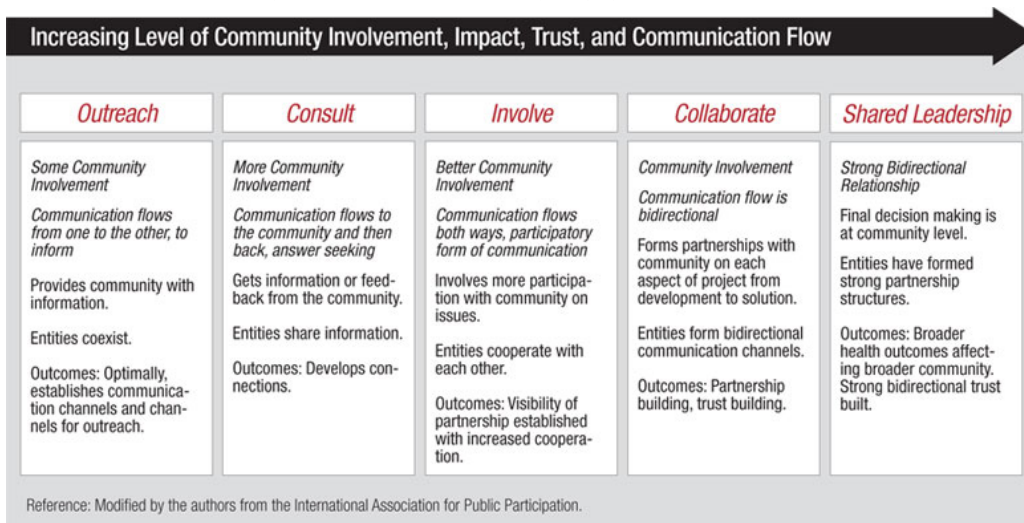 Increasing Level of Community Involvement, Impact, Trust, and Communication Flow
Outreach
Some Community
Involvement
Communication flows
from one to the other, to
inform
Provides community with
information.
Entities coexist.
Outcomes: Optimally,
establishes communica-
tion channels and chan-
nels for outreach.
Consult
More Community
Involvement
Communication flows to
the community and then
back, answer seeking
Gets information or feed-
back from the community.
Entities share information.
Outcomes: Develops con-
nections.
Involve
Better Community
Involvement
Communication flows
both ways, participatory
form of communication
Involves more participa-
tion with community on
issues.
Entities cooperate with
each other.
Outcomes: Visibility of
partnership established
with increased coopera-
tion.
Collaborate
Community Involvement
Communication flow is
bidirectional
Forms partnerships with
community on each
aspect of project from
development to solution.
Entities form bidirectional
communication channels.
Outcomes: Partnership
building, trust building.
Shared Leadership
Strong Bidirectional
Relationship
Final decision making is
at community level.
Entities have formed
strong partnership
structures.
Outcomes: Broader
health outcomes affect-
ing broader community.
Strong bidirectional trust
built.
Reference: Modified by the authors from the International Association for Public Participation.